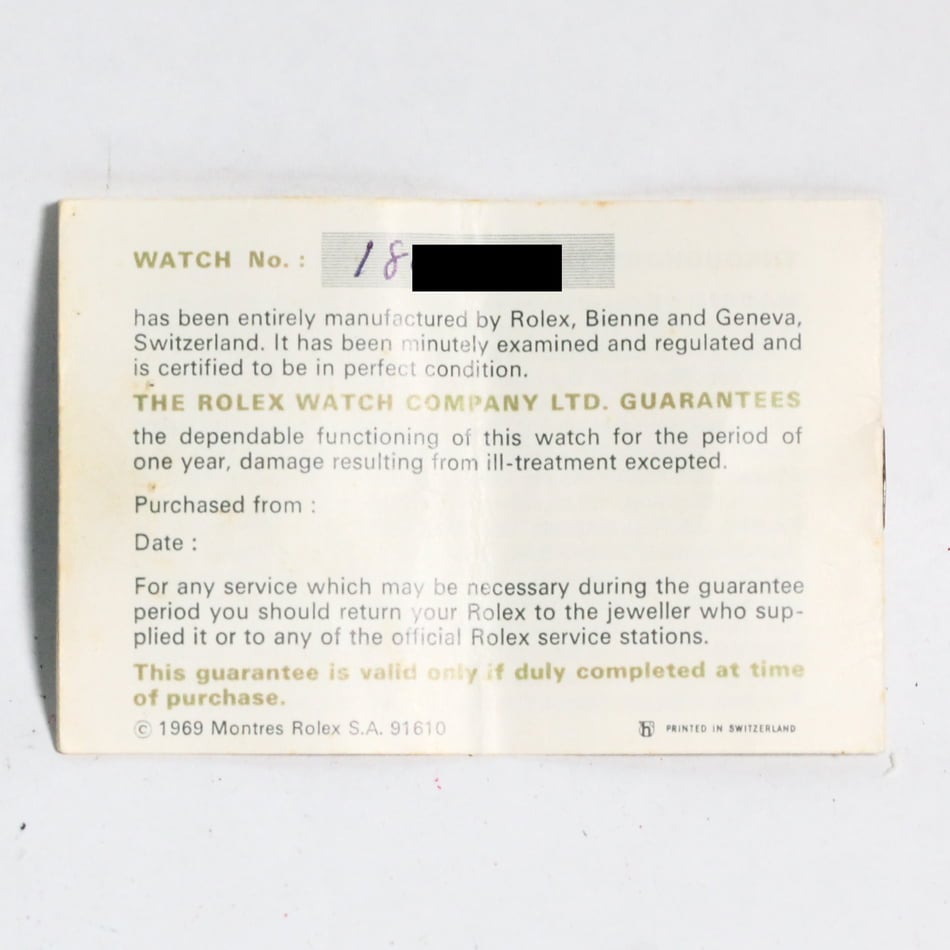 WATCH No. : 18
has been entirely manufactured by Rolex, Bienne and Geneva,
Switzerland. It has been minutely examined and regulated and
is certified to be in perfect condition.
THE ROLEX WATCH COMPANY LTD. GUARANTEES
the dependable functioning of this watch for the period of
one year, damage resulting from ill-treatment excepted.
Purchased from :
Date :
For any service which may be necessary during the guarantee
period you should return your Rolex to the jeweller who sup-
plied it or to any of the official Rolex service stations.
This guarantee is valid only if duly completed at time
of purchase.
© 1969 Montres Rolex S.A. 91610 PRINTED IN SWITZERLAND